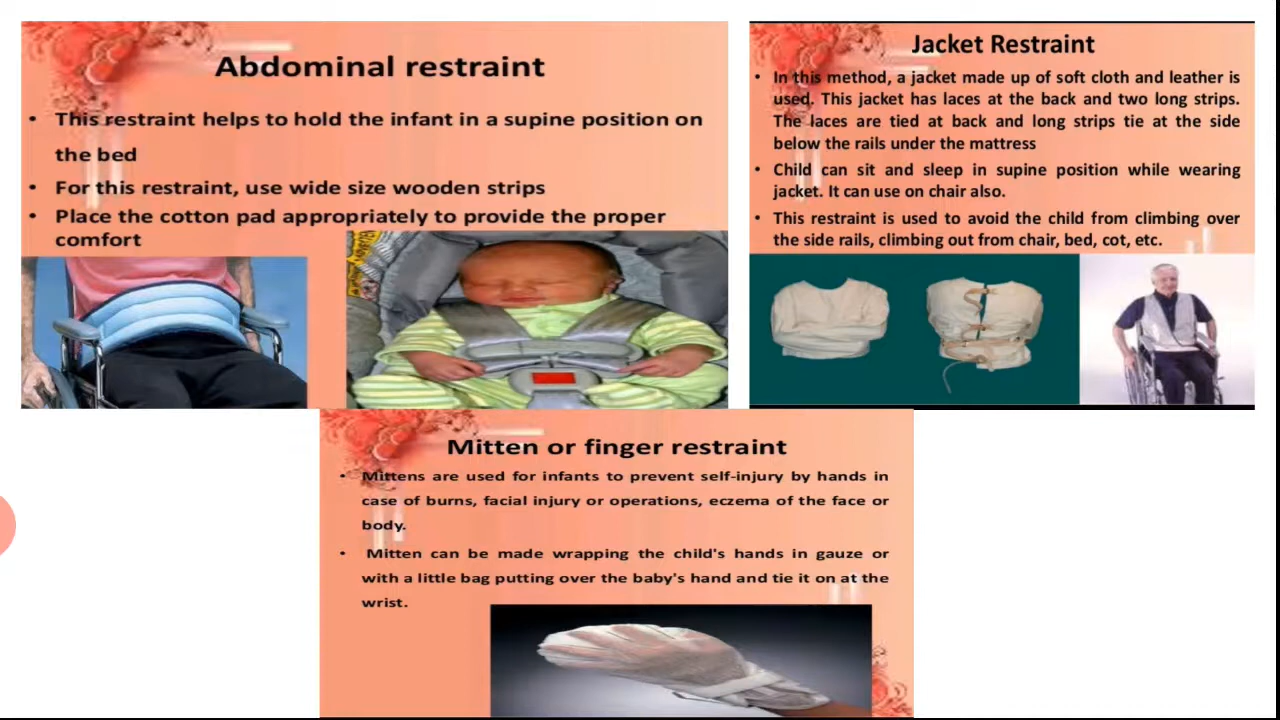 Abdominal restraint
• This restraint helps to hold the infant in a supine position on
the bed
• For this restraint, use wide size wooden strips
• Place the cotton pad appropriately to provide the proper
comfort
Jacket Restraint
• In this method, a jacket made up of soft cloth and leather is
used. This jacket has laces at the back and two long strips.
The laces are tied at back and long strips tie at the side
below the rails under the mattress
• Child can sit and sleep in supine position while wearing
jacket. It can use on chair also.
• This restraint is used to avoid the child from climbing over
the side rails, climbing out from chair, bed, cot, etc.
Mitten or finger restraint
• Mittens are used for infants to prevent self-injury by hands in
case of burns, facial injury or operations, eczema of the face or
body.
• Mitten can be made wrapping the child's hands in gauze or
with a little bag putting over the baby's hand and tie it on at the
wrist.